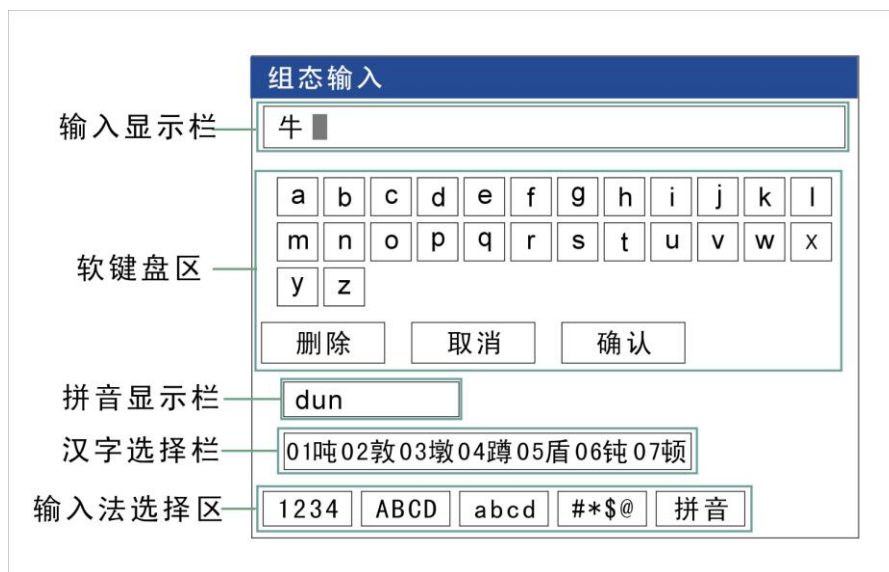 组态输入
输入显示栏 牛
a b c d e f g h i j k l
m n o p q r s t u v w x
软键盘区
y z
删除 取消 确认
拼音显示栏 dun
汉字选择栏 01吨02敦03墩04蹲05盾06钝07顿
输入法选择区 1234 ABCD abcd #*$@ 拼音